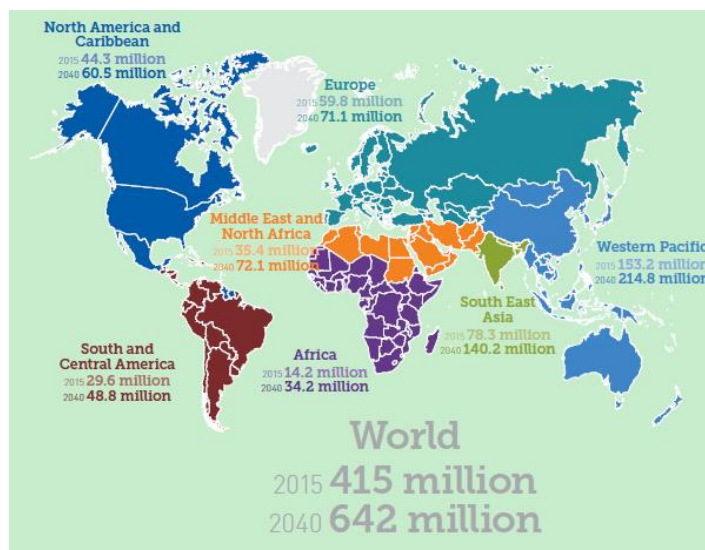 North America and
Caribbean
2015 44.3 million
2040 60.5 million
Europe
2015 59.8 million
2040 71.1 million
Middle East and
North Africa
2015 35.4 million
2040 72.1 million
Western Pacific
2015 153.2 million
2040 214.8 million
South East
Asia
2015 78.3 million
2040 140.2 million
South and
Central America
2015 29.6 million
2040 48.8 million
Africa
2015 14.2 million
2040 34.2 million
World
2015 415 million
2040 642 million